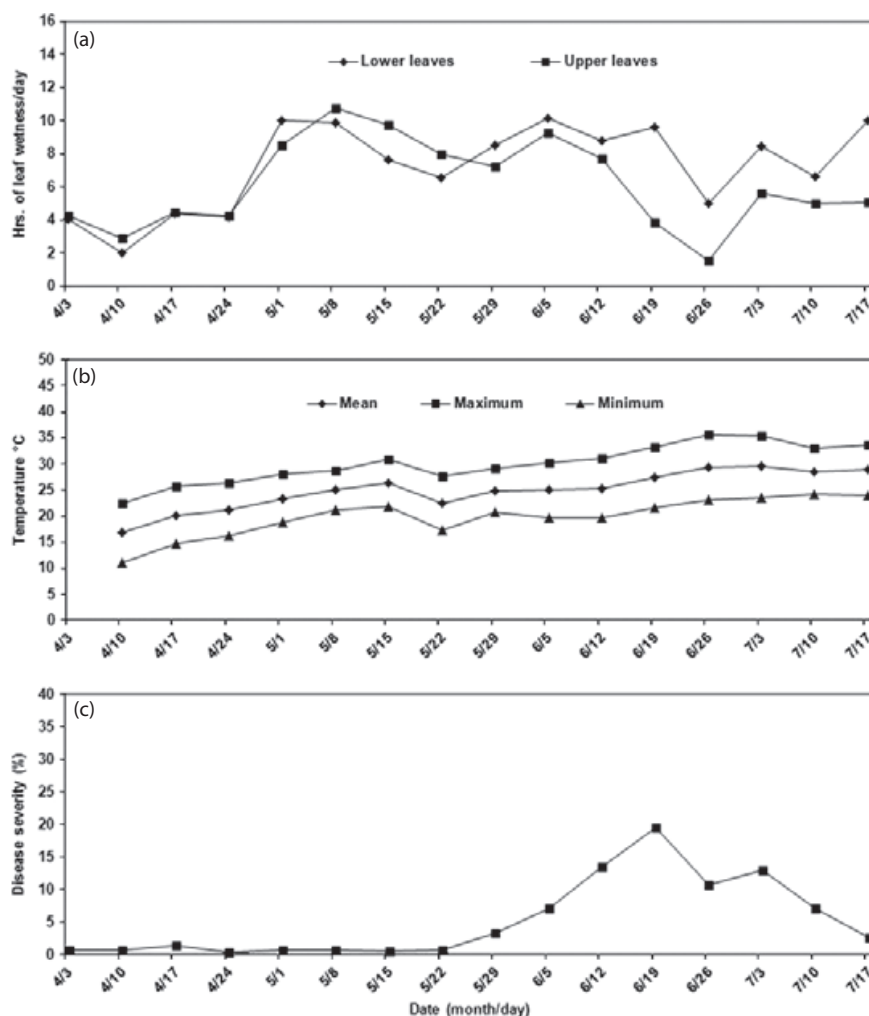 (a)
Lower leaves Upper leaves
Hrs. of leaf wetness/day
16
14
12
10
8
6
4
2
0
4/3 4/10 4/17 4/24 5/1 5/8 5/15 5/22 5/29 6/5 6/12 6/19 6/26 7/3 7/10 7/17
(b)
Mean Maximum Minimum
Temperature °C
50
45
40
35
30
25
20
15
10
5
0
4/3 4/10 4/17 4/24 5/1 5/8 5/15 5/22 5/29 6/5 6/12 6/19 6/26 7/3 7/10 7/17
(c)
Disease severity (%)
40
35
30
25
20
15
10
5
0
4/3 4/10 4/17 4/24 5/1 5/8 5/15 5/22 5/29 6/5 6/12 6/19 6/26 7/3 7/10 7/17
Date (month/day)